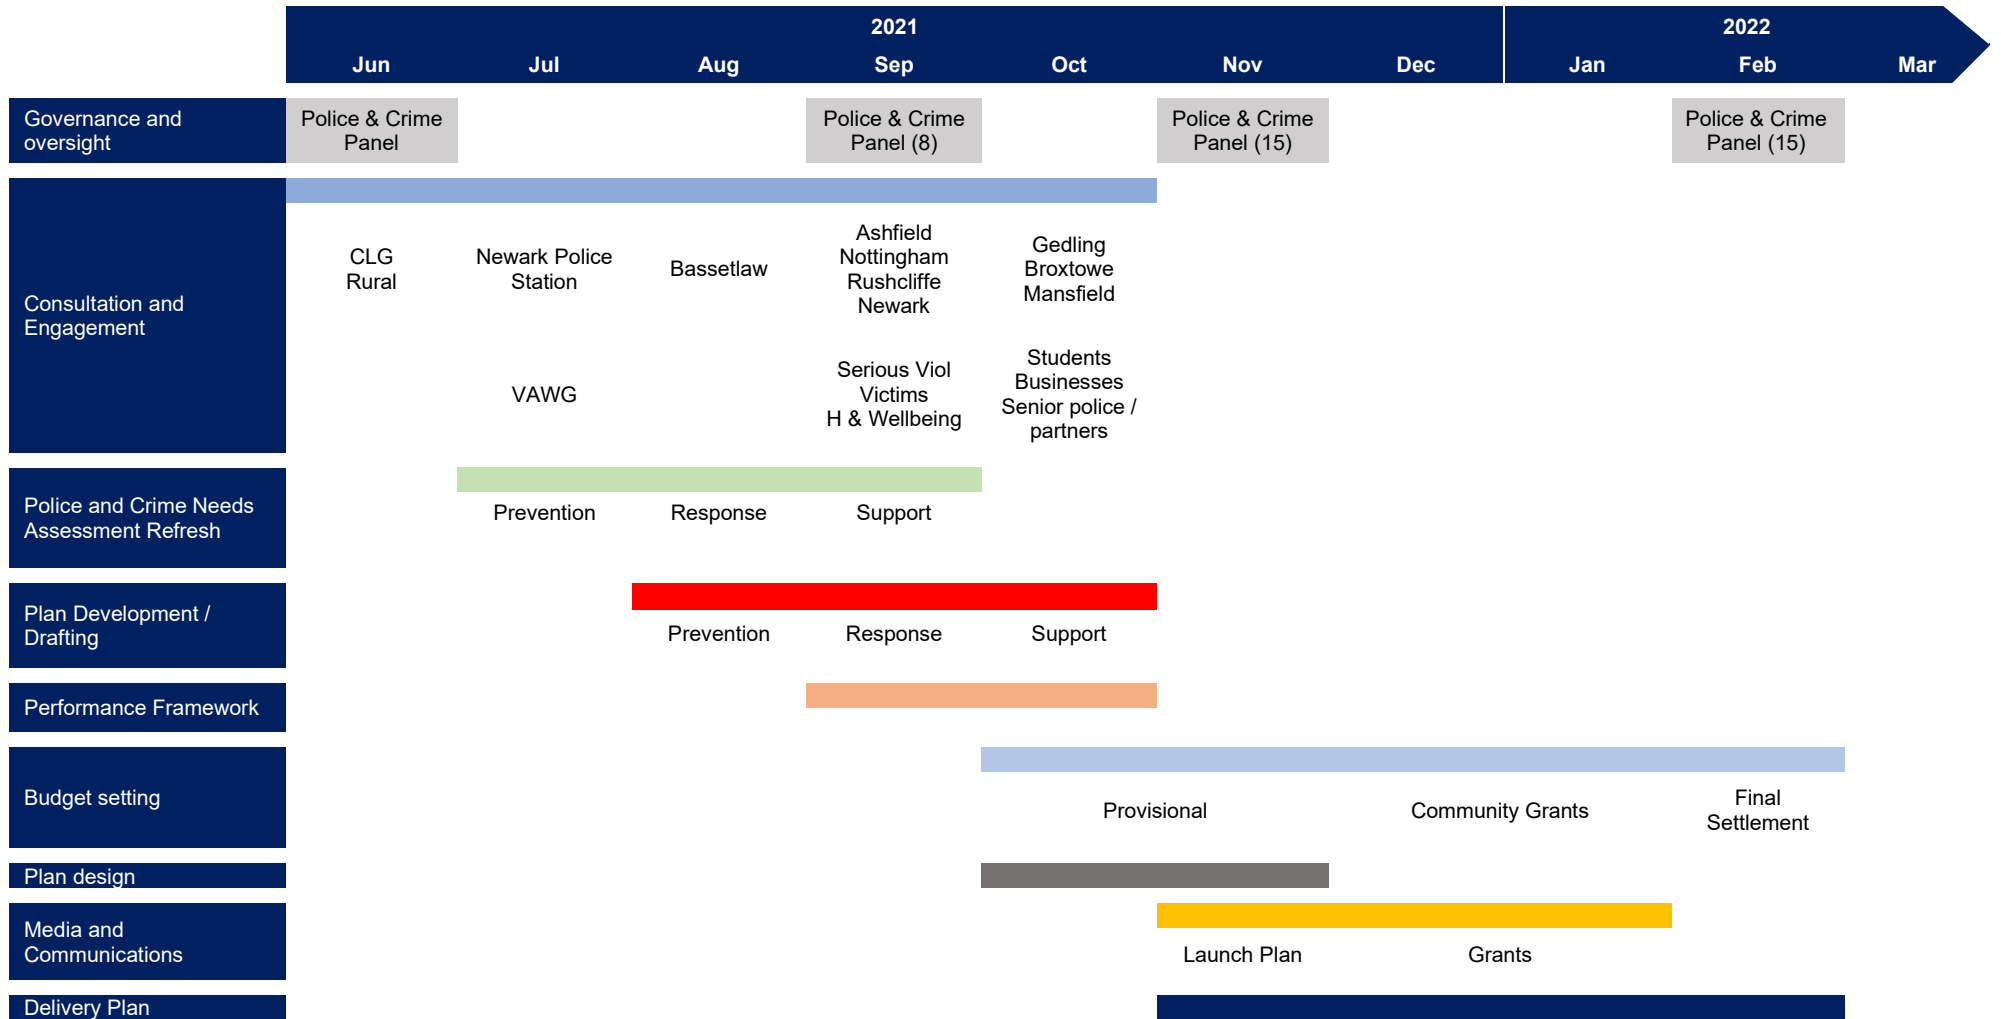 2021
2022
Jun
Jul
Aug
Sep
Oct
Nov
Dec
Jan
Feb
Mar
Governance and
oversight
Police & Crime
Panel
Police & Crime
Panel (8)
Police & Crime
Panel (15)
Police & Crime
Panel (15)
Consultation and
Engagement
CLG
Rural
Newark Police
Station
Bassetlaw
Ashfield
Nottingham
Rushcliffe
Newark
Gedling
Broxtowe
Mansfield
VAWG
Serious Viol
Victims
H & Wellbeing
Students
Businesses
Senior police /
partners
Police and Crime Needs
Assessment Refresh
Prevention
Response
Support
Plan Development /
Drafting
Prevention
Response
Support
Performance Framework
Budget setting
Provisional
Community Grants
Final
Settlement
Plan design
Media and
Communications
Launch Plan
Grants
Delivery Plan